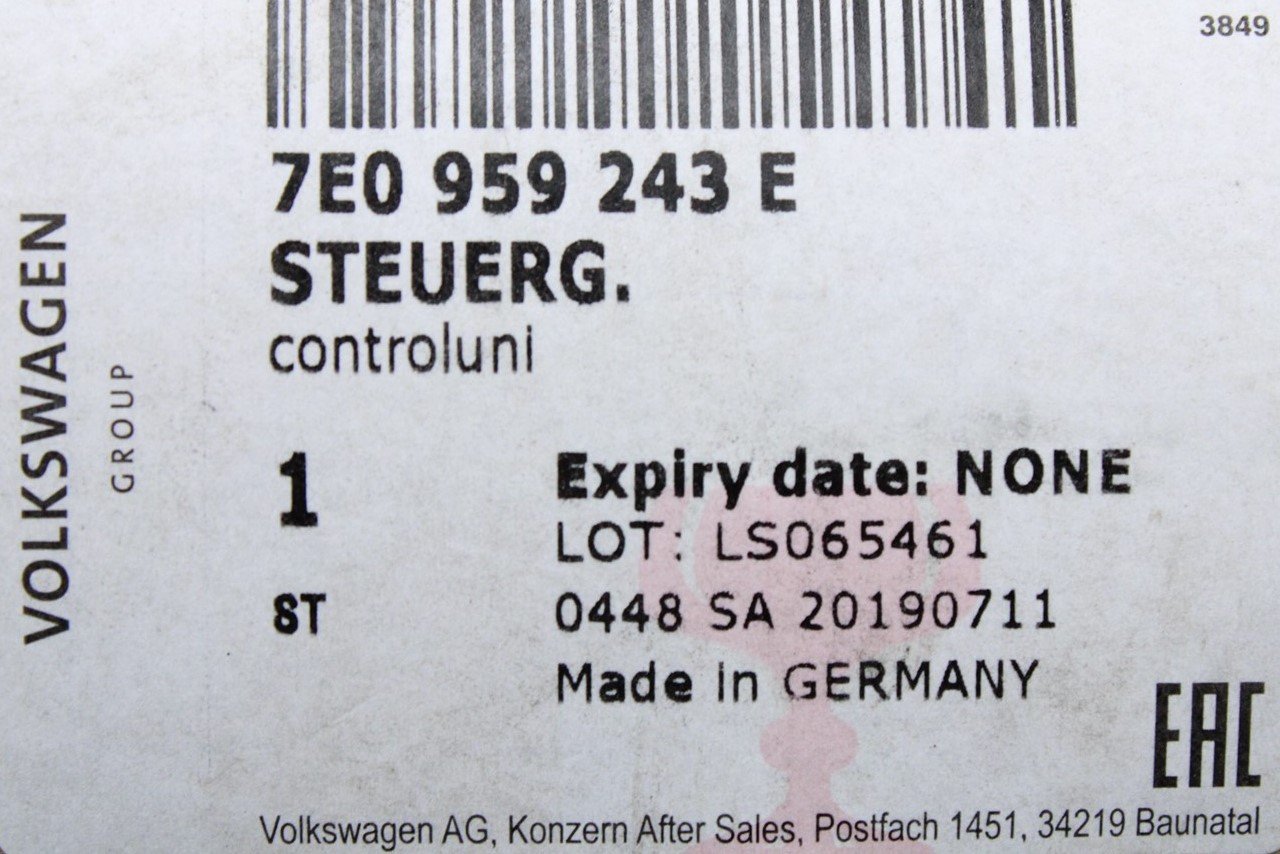 3849
7E0 959 243 E
STEUERG.
controluni
1
Expiry date: NONE
LOT: LS065461
ST
0448 SA 20190711
Made in GERMANY
EAC
Volkswagen AG, Konzern After Sales, Postfach 1451, 34219 Baunatal
VOLKSWAGEN
GROUP